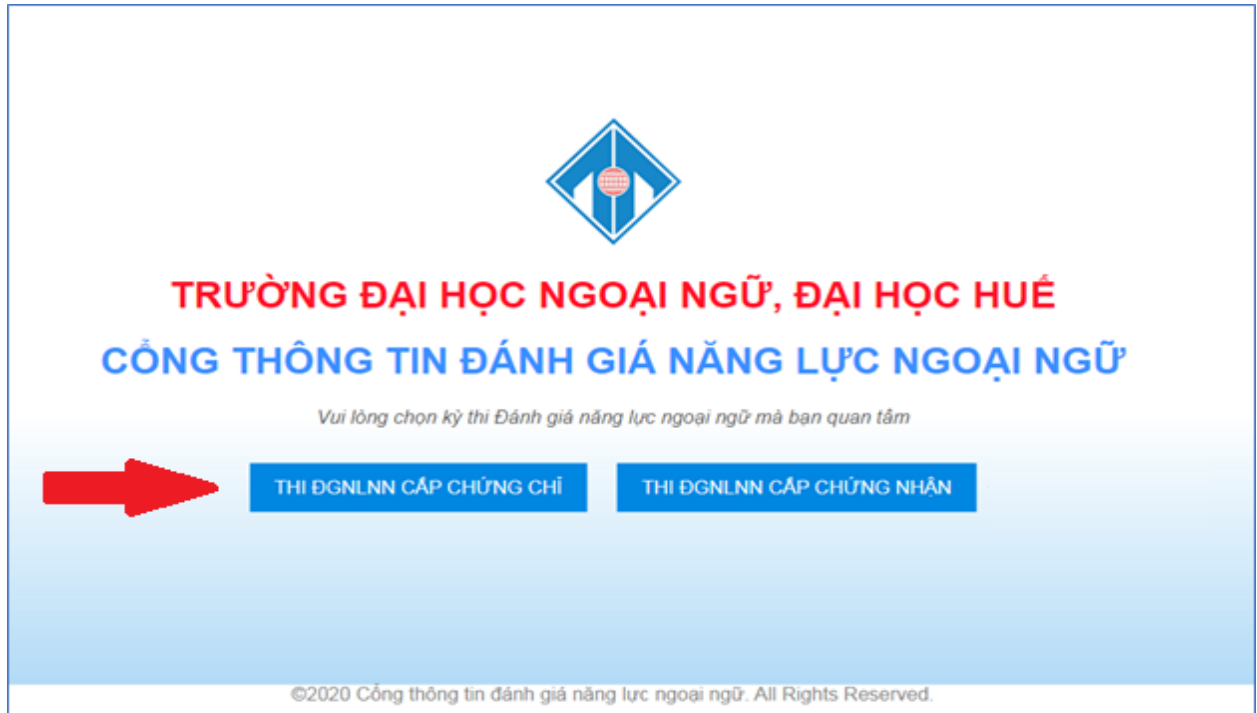 TRƯỜNG ĐẠI HỌC NGOẠI NGỮ, ĐẠI HỌC HUẾ
CỔNG THÔNG TIN ĐÁNH GIÁ NĂNG LỰC NGOẠI NGỮ
Vui lòng chọn kỳ thi Đánh giá năng lực ngoại ngữ mà bạn quan tâm
THI ĐGNLNN CẤP CHỨNG CHỈ
THI ĐGNLNN CẤP CHỨNG NHẬN
©2020 Cổng thông tin đánh giá năng lực ngoại ngữ. All Rights Reserved.